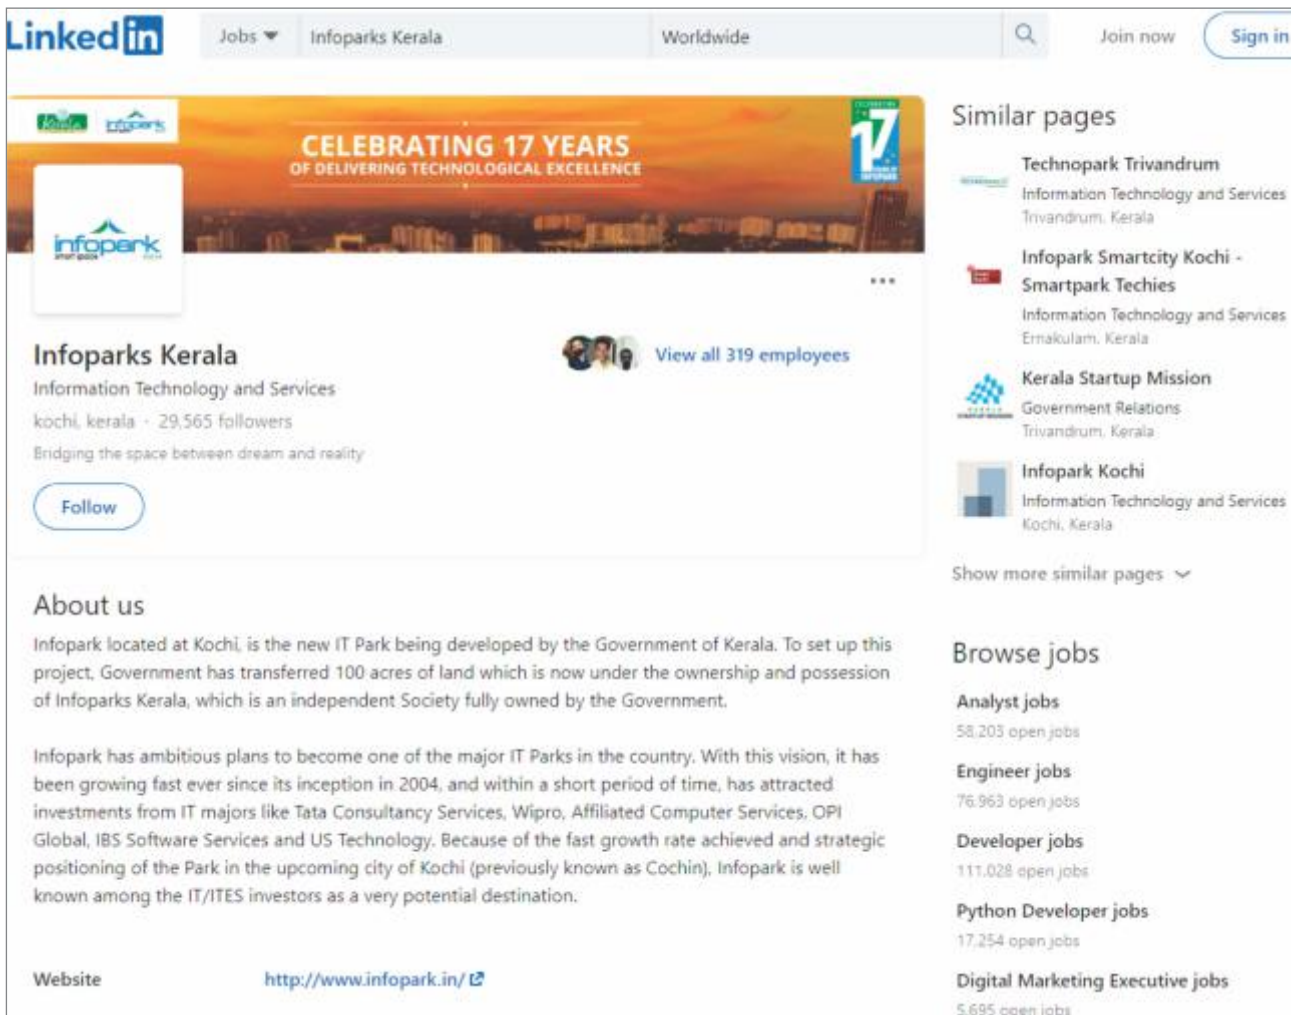 Linked in
Jobs
Infoparks Kerala
Worldwide
Join now
Sign in
Kerala infopark
CELEBRATING 17 YEARS
OF DELIVERING TECHNOLOGICAL EXCELLENCE
17
INFOPARK
infopark
smart space
Infoparks Kerala
View all 319 employees
Information Technology and Services
kochi, kerala · 29,565 followers
Bridging the space between dream and reality
Follow
About us
Infopark located at Kochi, is the new IT Park being developed by the Government of Kerala. To set up this
project, Government has transferred 100 acres of land which is now under the ownership and possession
of Infoparks Kerala, which is an independent Society fully owned by the Government.
Infopark has ambitious plans to become one of the major IT Parks in the country. With this vision, it has
been growing fast ever since its inception in 2004, and within a short period of time, has attracted
investments from IT majors like Tata Consultancy Services, Wipro, Affiliated Computer Services, OPI
Global, IBS Software Services and US Technology. Because of the fast growth rate achieved and strategic
positioning of the Park in the upcoming city of Kochi (previously known as Cochin), Infopark is well
known among the IT/ITES investors as a very potential destination.
Website
http://www.infopark.in/
Similar pages
Technopark Trivandrum
Information Technology and Services
Trivandrum, Kerala
Infopark Smartcity Kochi -
Smartpark Techies
Information Technology and Services
Ernakulam, Kerala
Kerala Startup Mission
Government Relations
Trivandrum, Kerala
Infopark Kochi
Information Technology and Services
Kochi, Kerala
Show more similar pages
Browse jobs
Analyst jobs
58,203 open jobs
Engineer jobs
76,963 open jobs
Developer jobs
111,028 open jobs
Python Developer jobs
17,254 open jobs
Digital Marketing Executive jobs
5,695 open jobs